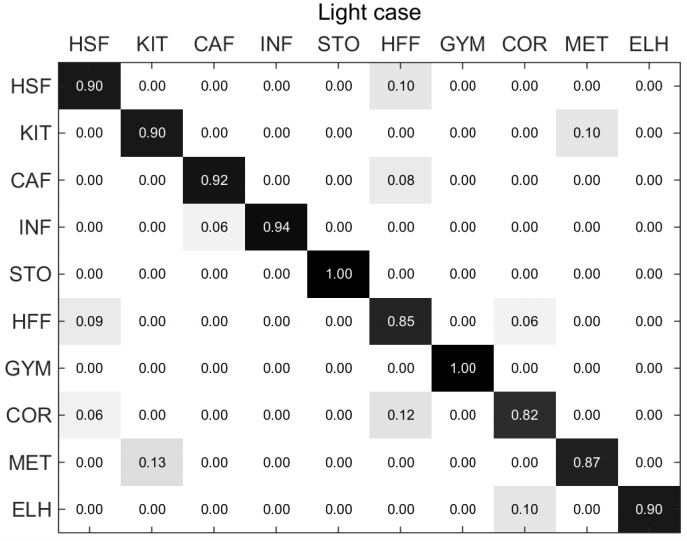 Light case
HSF KIT CAF INF STO HFF GYM COR MET ELH
HSF 0.90 0.00 0.00 0.00 0.00 0.10 0.00 0.00 0.00 0.00
KIT 0.00 0.90 0.00 0.00 0.00 0.00 0.00 0.00 0.10 0.00
CAF 0.00 0.00 0.92 0.00 0.00 0.08 0.00 0.00 0.00 0.00
INF 0.00 0.00 0.06 0.94 0.00 0.00 0.00 0.00 0.00 0.00
STO 0.00 0.00 0.00 0.00 1.00 0.00 0.00 0.00 0.00 0.00
HFF 0.09 0.00 0.00 0.00 0.00 0.85 0.00 0.06 0.00 0.00
GYM 0.00 0.00 0.00 0.00 0.00 0.00 1.00 0.00 0.00 0.00
COR 0.06 0.00 0.00 0.00 0.00 0.12 0.00 0.82 0.00 0.00
MET 0.00 0.13 0.00 0.00 0.00 0.00 0.00 0.00 0.87 0.00
ELH 0.00 0.00 0.00 0.00 0.00 0.00 0.00 0.10 0.00 0.90